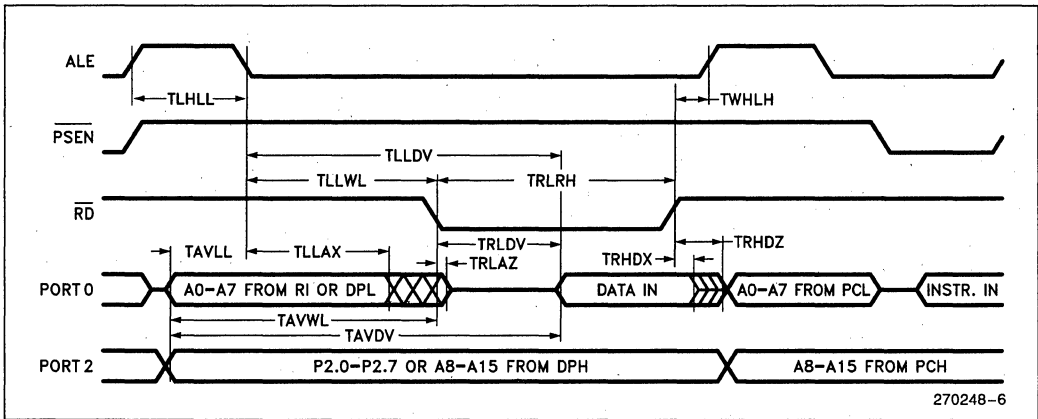 ALE
TLHLL
TWHLH
PSEN
TLLDV
TLLWL
TRLRH
RD
TAVLL
TLLAX
TRLDV
TRLAZ
TRHDX
TRHDZ
PORT 0
A0-A7 FROM RI OR DPL
DATA IN
A0-A7 FROM PCL
INSTR. IN
TAVWL
TAVDV
PORT 2
P2.0-P2.7 OR A8-A15 FROM DPH
A8-A15 FROM PCH
270248-6